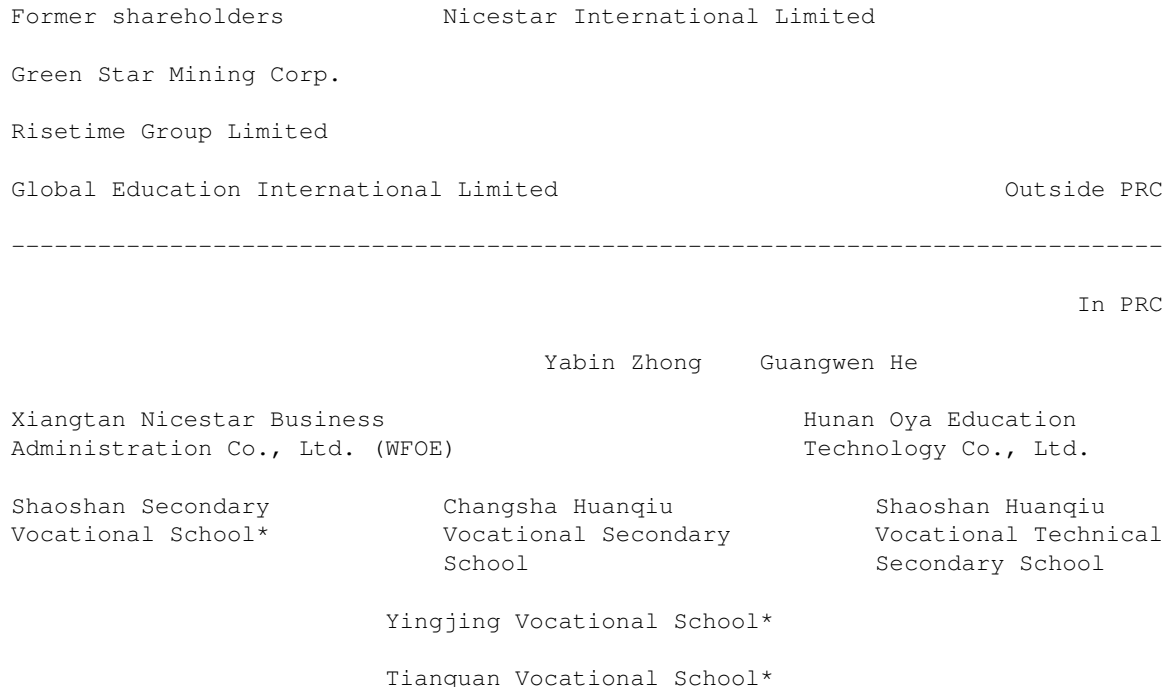 Former shareholders Nicestar International Limited
Green Star Mining Corp.
Risetime Group Limited
Global Education International Limited Outside PRC
--------------------------------------------------------------------------------
In PRC
Yabin Zhong Guangwen He
Xiangtan Nicestar Business Hunan Oya Education
Administration Co., Ltd. (WFOE) Technology Co., Ltd.
Shaoshan Secondary Changsha Huanqiu Shaoshan Huanqiu
Vocational School* Vocational Secondary Vocational Technical
School Secondary School
Yingjing Vocational School*
Tianquan Vocational School*